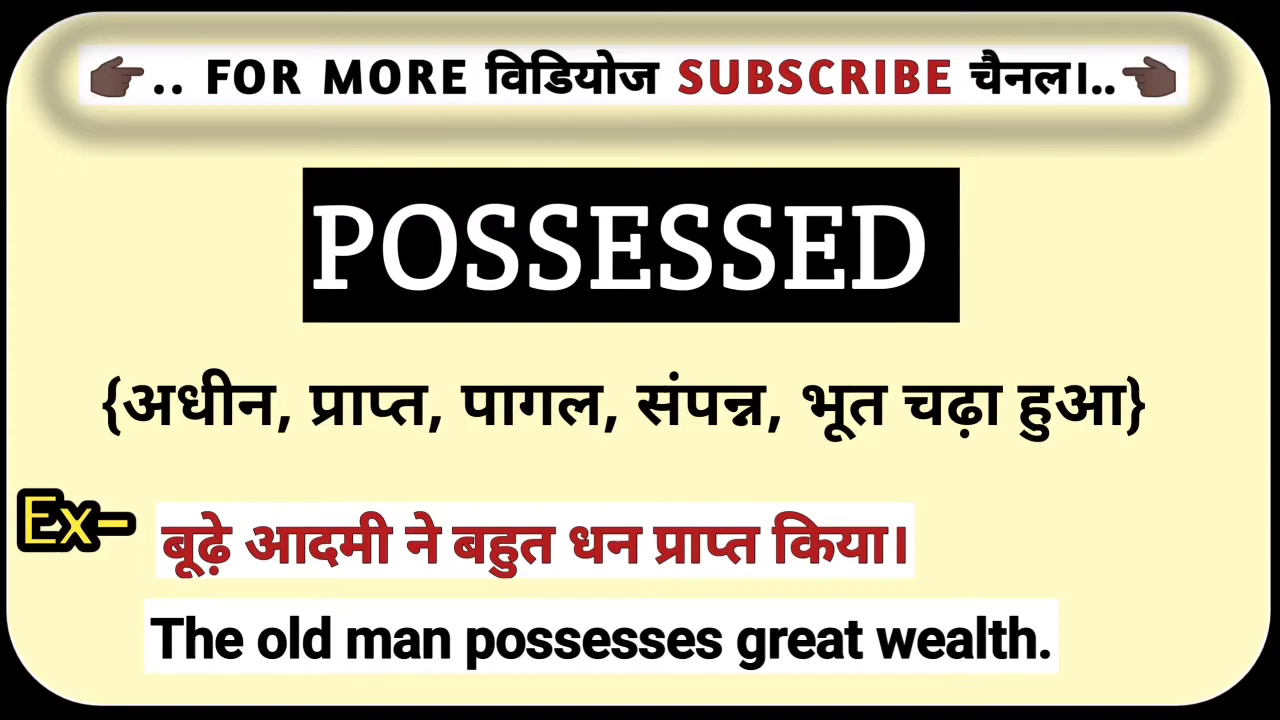 👉🏿.. FOR MORE विडियोज SUBSCRIBE चैनल।..👈🏿
POSSESSED
{अधीन, प्राप्त, पागल, संपन्न, भूत चढ़ा हुआ}
Ex-
बूढ़े आदमी ने बहुत धन प्राप्त किया।
The old man possesses great wealth.